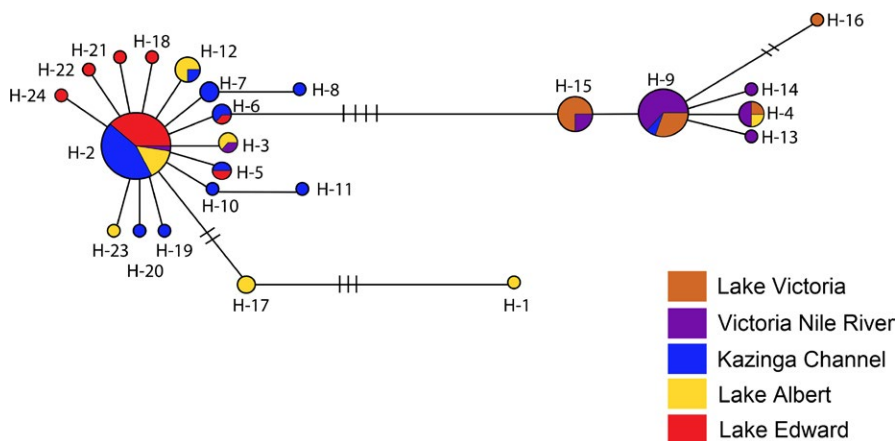 H-16
H-21
H-18
H-12
H-22
H-7
H-8
H-15
H-9
H-14
H-24
H-6
H-4
H-2
H-3
H-13
H-5
H-10
H-11
H-23
H-19
H-20
H-17
H-1
Lake Victoria
Victoria Nile River
Kazinga Channel
Lake Albert
Lake Edward